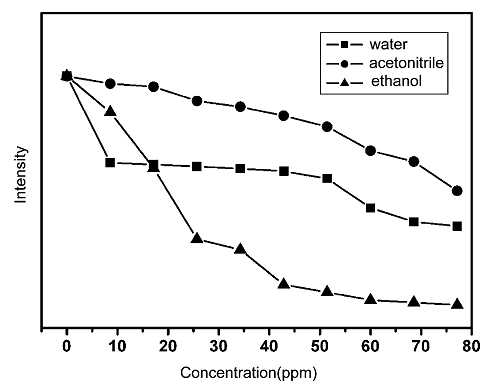 water
acetonitrile
ethanol
Intensity
0 10 20 30 40 50 60 70 80
Concentration(ppm)